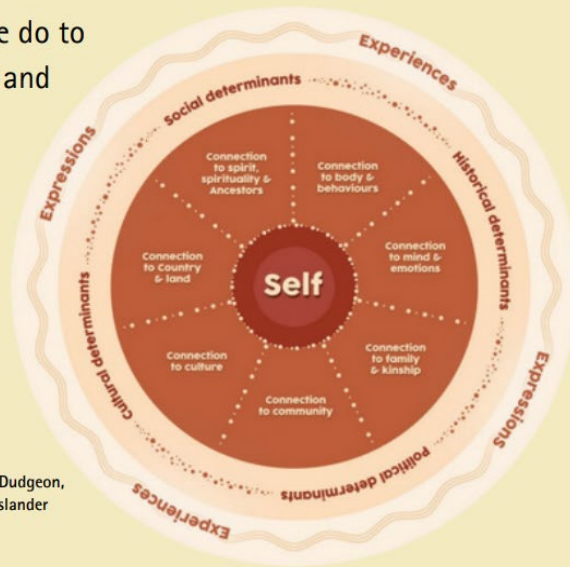 e do to
and
Experiences
Social determinants
Expressions
Historical determinants
Connection
to spirit,
spirituality &
Ancestors
Connection
to body &
behaviours
Connection
to Country
& land
Connection
to mind &
emotions
Self
Cultural determinants
Connection
to culture
Connection
to family
& kinship
Connection
to community
Expressions
Political determinants
Experiences
Dudgeon,
slander